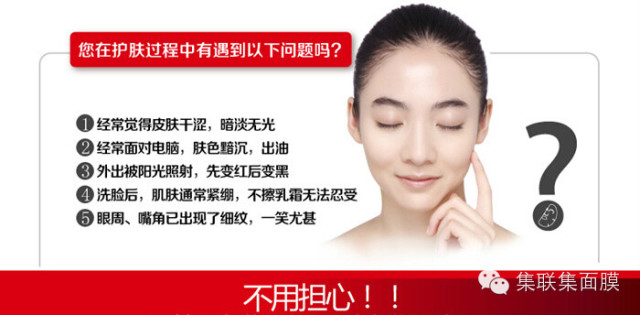 您在护肤过程中有遇到以下问题吗?
1 经常觉得皮肤干涩，暗淡无光
2 经常面对电脑，肤色黯沉，出油
3 外出被阳光照射，先变红后变黑
4 洗脸后，肌肤通常紧绷，不擦乳霜无法忍受
5 眼周、嘴角已出现了细纹，一笑尤甚
?
不用担心！！
集联集面膜